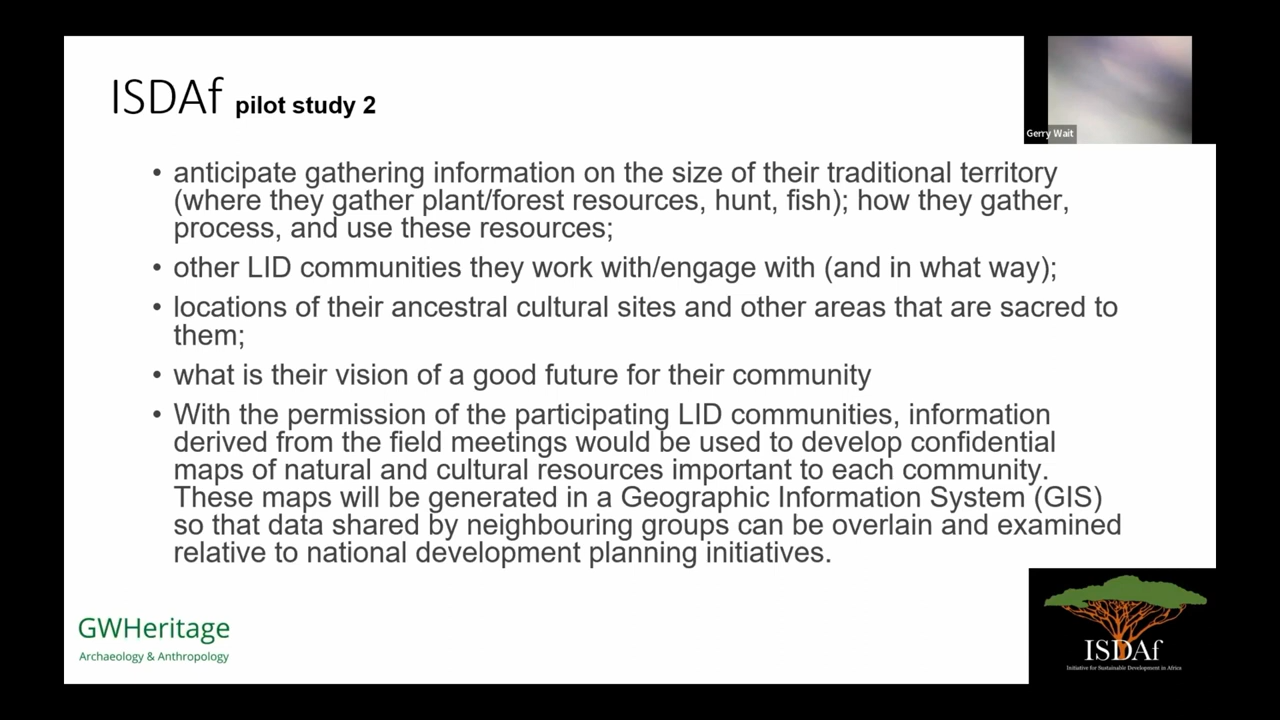 ISDAf pilot study 2
Gerry Wait
• anticipate gathering information on the size of their traditional territory
(where they gather plant/forest resources, hunt, fish); how they gather,
process, and use these resources;
• other LID communities they work with/engage with (and in what way);
• locations of their ancestral cultural sites and other areas that are sacred to
them;
• what is their vision of a good future for their community
• With the permission of the participating LID communities, information
derived from the field meetings would be used to develop confidential
maps of natural and cultural resources important to each community.
These maps will be generated in a Geographic Information System (GIS)
so that data shared by neighbouring groups can be overlain and examined
relative to national development planning initiatives.
GWHeritage
Archaeology & Anthropology
ISDAf
Initiative for Sustainable Development in Africa